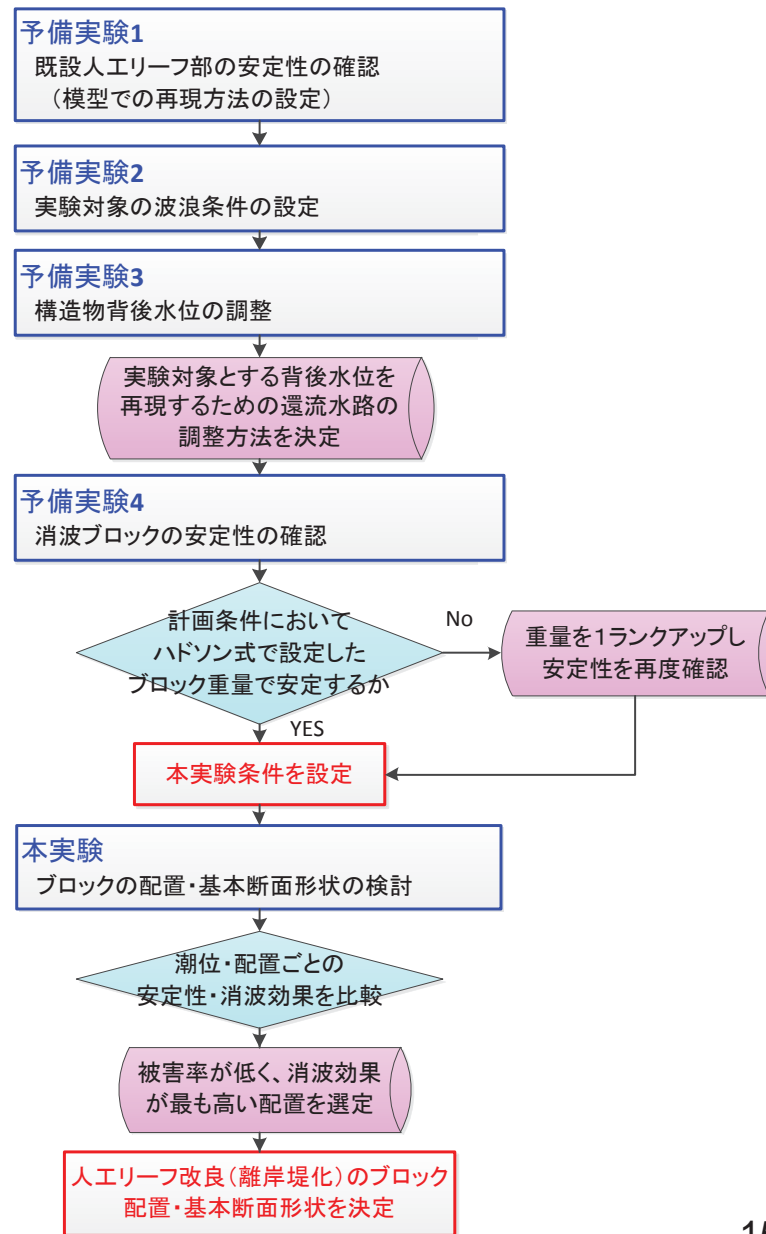 予備実験1
既設人工リーフ部の安定性の確認
（模型での再現方法の設定）
予備実験2
実験対象の波浪条件の設定
予備実験3
構造物背後水位の調整
実験対象とする背後水位を
再現するための還流水路の
調整方法を決定
予備実験4
消波ブロックの安定性の確認
計画条件において
ハドソン式で設定した
ブロック重量で安定するか
No
重量を１ランクアップし
安定性を再度確認
YES
本実験条件を設定
本実験
ブロックの配置・基本断面形状の検討
潮位・配置ごとの
安定性・消波効果を比較
被害率が低く、消波効果
が最も高い配置を選定
人工リーフ改良（離岸堤化）のブロック
配置・基本断面形状を決定